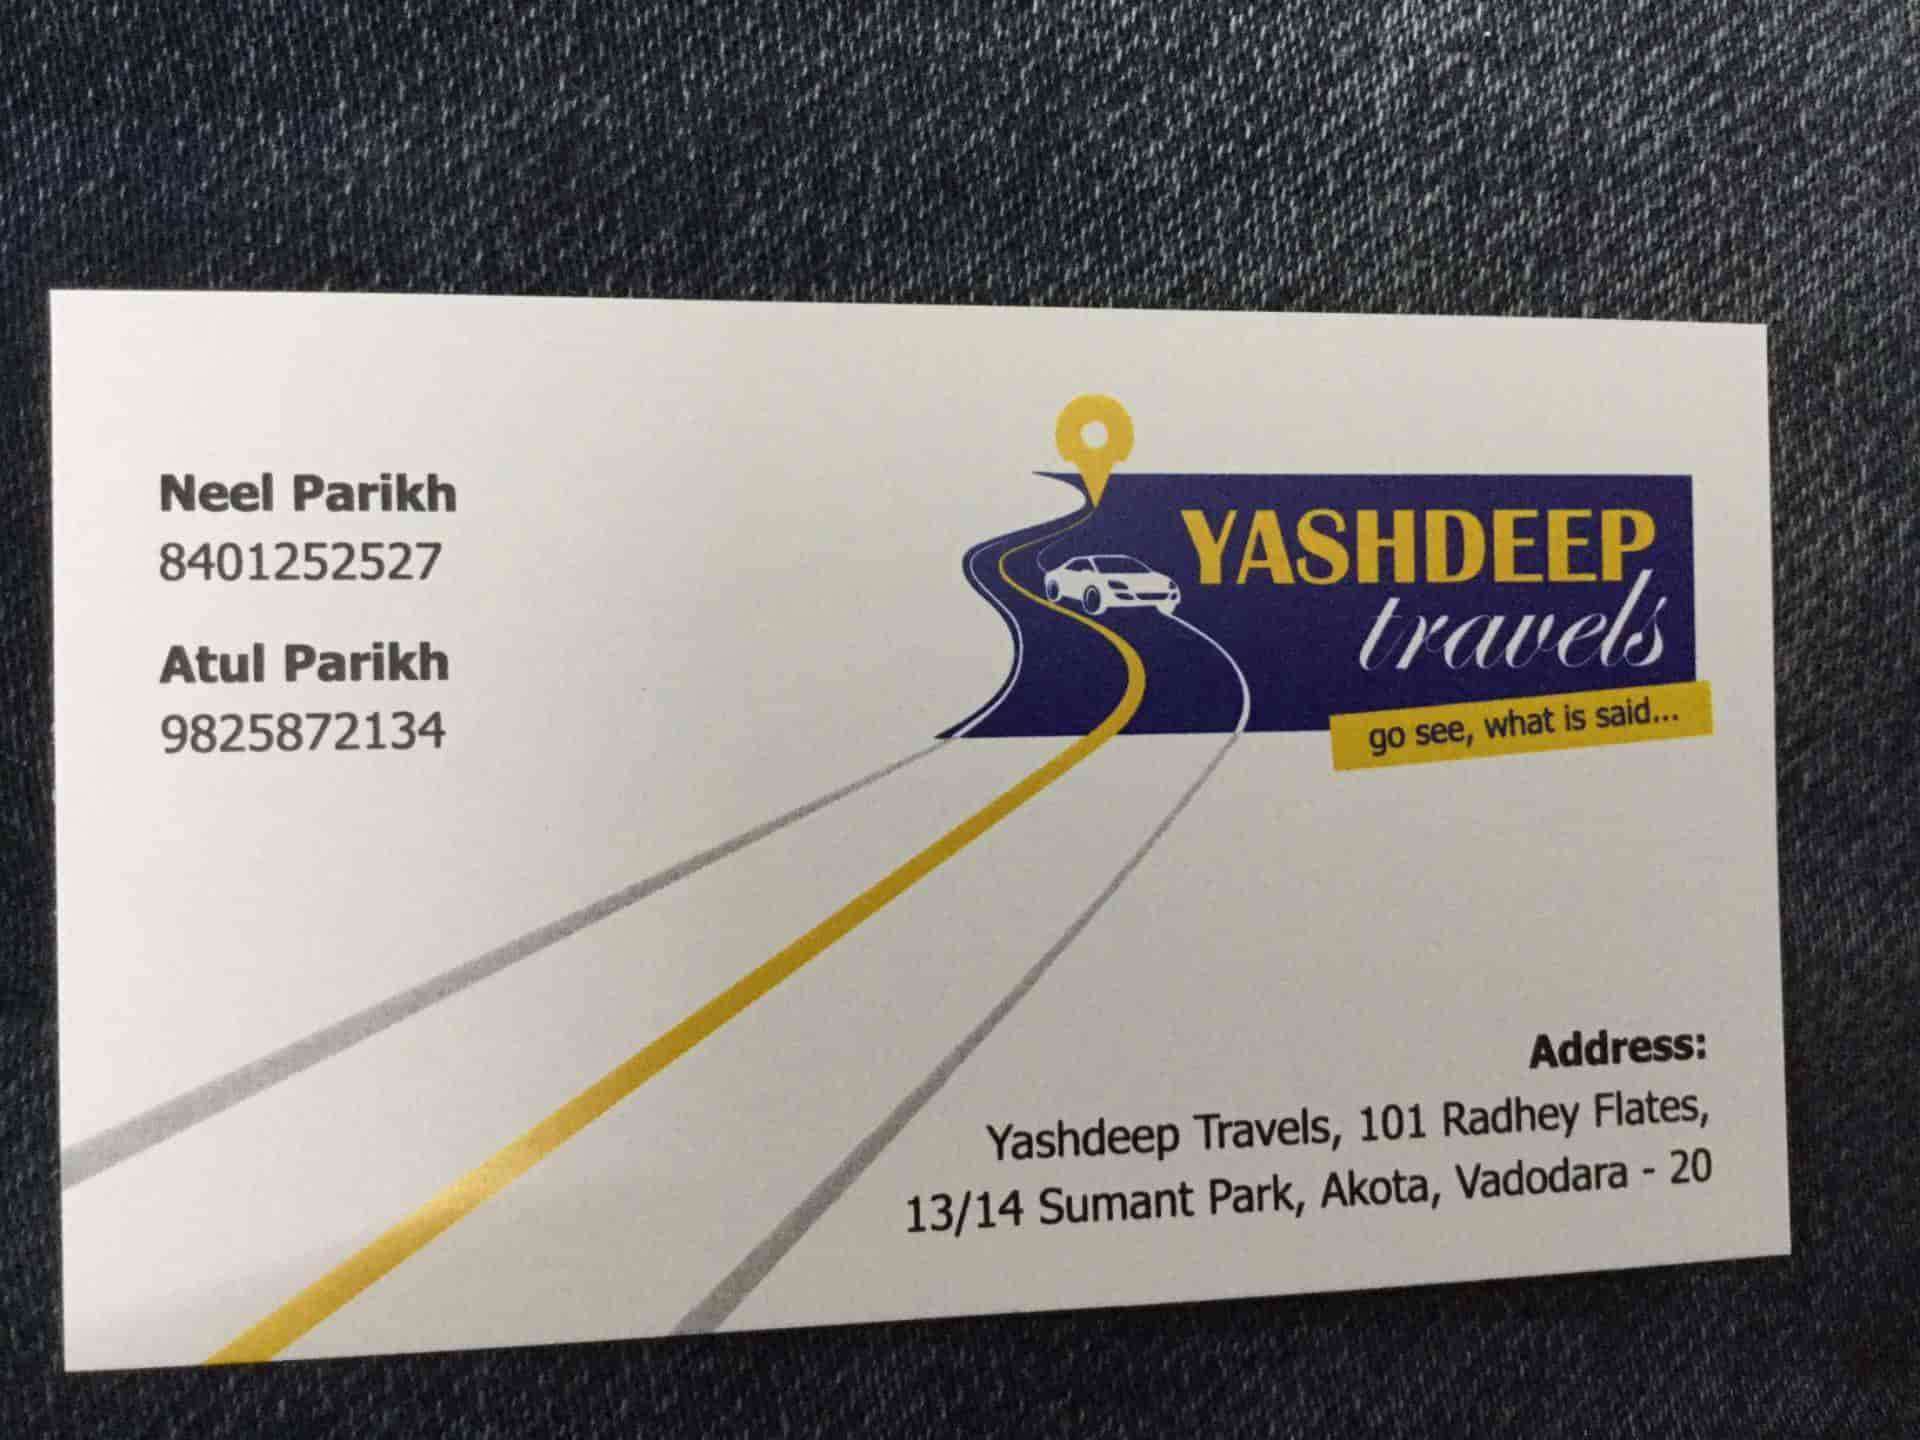 Neel Parikh
8401252527
Atul Parikh
9825872134
YASHDEEP
travels
go see, what is said...
Address:
Yashdeep Travels, 101 Radhey Flates,
13/14 Sumant Park, Akota, Vadodara - 20